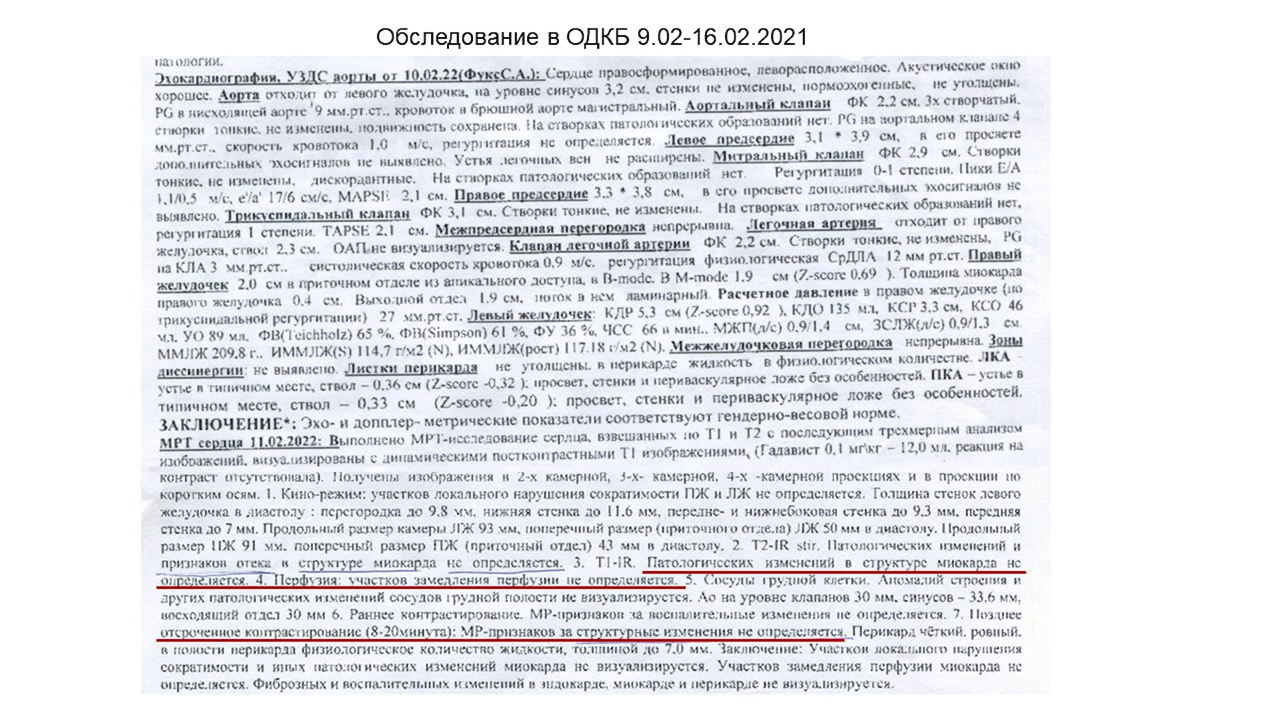 Обследование в ОДКБ 9.02-16.02.2021
патологии.
Эхокардиография, УЗДС аорты от 10.02.22(Фукс С.А.): Сердце правосформированное, леворасположенное. Акустическое окно
хорошее. Аорта отходит от левого желудочка, на уровне синусов 3,2 см, стенки не изменены, нормоэхогенные, не утолщены.
PG в нисходящей аорте 9 мм.рт.ст., кровоток в брюшной аорте магистральный. Аортальный клапан ФК 2,2 см. 3х створчатый,
створки тонкие, не изменены, подвижность сохранена. На створках патологических образований нет. PG на аортальном клапане 4
мм.рт.ст., скорость кровотока 1,0 м/с, регургитация не определяется. Левое предсердие 3,1 * 3,9 см, в его просвете
дополнительных эхосигналов не выявлено. Устья легочных вен не расширены. Митральный клапан ФК 2,9 см. Створки
тонкие, не изменены, дискордантные. На створках патологических образований нет. Регургитация 0-1 степени. Пики Е/А
1,1/0,5 м/с, e'/a' 17/6 см/с, MAPSE 2,1 см. Правое предсердие 3,3 * 3,8 см, в его просвете дополнительных эхосигналов не
выявлено. Трикуспидальный клапан ФК 3,1 см. Створки тонкие, не изменены. На створках патологических образований нет,
регургитация 1 степени. TAPSE 2,1 см. Межпредсердная перегородка непрерывна. Легочная артерия отходит от правого
желудочка, ствол 2,3 см. ОАП не визуализируется. Клапан легочной артерии ФК 2,2 см. Створки тонкие, не изменены, PG
на КЛА 3 мм.рт.ст., систолическая скорость кровотока 0,9 м/с. регургитация физиологическая СрДЛА 12 мм рт.ст. Правый
желудочек 2,0 см в приточном отделе из апикального доступа, в B-mode. В M-mode 1,9 см (Z-score 0,69 ). Толщина миокарда
правого желудочка 0,4 см. Выходной отдел 1,9 см, поток в нем ламинарный. Расчетное давление в правом желудочке (по
трикуспидальной регургитации) 27 мм.рт.ст. Левый желудочек: КДР 5,3 см (Z-score 0,92 ), КДО 135 мл, КСР 3,3 см, КСО 46
мл, УО 89 мл, ФВ(Teichholz) 65 %, ФВ(Simpson) 61 %, ФУ 36 %, ЧСС 66 в мин., МЖП(д/с) 0,9/1,4 см, ЗСЛЖ(д/с) 0,9/1,3 см.
ММЛЖ 209,8 г., ИММЛЖ(S) 114,7 г/м2 (N), ИММЛЖ(рост) 117,18 г/м2 (N). Межжелудочковая перегородка непрерывна. Зоны
диссинергии: не выявлено. Листки перикарда не утолщены, в перикарде жидкость в физиологическом количестве. ЛКА –
устье в типичном месте, ствол – 0,36 см (Z-score -0,32 ); просвет, стенки и периваскулярное ложе без особенностей. ПКА – устье в
типичном месте, ствол – 0,33 см (Z-score -0,20 ); просвет, стенки и периваскулярное ложе без особенностей.
ЗАКЛЮЧЕНИЕ*: Эхо- и допплер- метрические показатели соответствуют гендерно-весовой норме.
МРТ сердца 11.02.2022: Выполнено МРТ-исследование сердца, взвешанных по Т1 и Т2 с последующим трехмерным анализом
изображений, визуализированы с динамическими постконтрастными Т1 изображениями, (Гадавист 0,1 мг\кг – 12,0 мл, реакция на
контраст отсутствовала). Получены изображения в 2-х камерной, 3-х- камерной, 4-х -камерной проекциях и в проекции по
коротким осям. 1. Кино-режим: участков локального нарушения сократимости ПЖ и ЛЖ не определяется. Толщина стенок левого
желудочка в диастолу : перегородка до 9,8 мм, нижняя стенка до 11,6 мм, передне- и нижнебоковая стенка до 9,3 мм, передняя
стенка до 7 мм. Продольный размер камеры ЛЖ 93 мм, поперечный размер (приточного отдела) ЛЖ 50 мм в диастолу. Продольный
размер ПЖ 91 мм, поперечный размер ПЖ (приточный отдел) 43 мм в диастолу. 2. T2-IR stir. Патологических изменений и
признаков отека в структуре миокарда не определяется. 3. T1-IR. Патологических изменений в структуре миокарда не
определяется. 4. Перфузия: участков замедления перфузии не определяется. 5. Сосуды грудной клетки. Аномалий строения и
других патологических изменений сосудов грудной полости не визуализируется. Ао на уровне клапанов 30 мм, синусов – 33,6 мм,
восходящий отдел 30 мм 6. Раннее контрастирование. МР-признаков за воспалительные изменения не определяется. 7. Позднее
отсроченное контрастирование (8-20минута): МР-признаков за структурные изменения не определяется. Перикард чёткий, ровный,
в полости перикарда физиологическое количество жидкости, толщиной до 7,0 мм. Заключение: Участков локального нарушения
сократимости и иных патологических изменений миокарда не визуализируется. Участков замедления перфузии миокарда не
определяется. Фиброзных и воспалительных изменений в эндокарде, миокарде и перикарде не визуализируется.